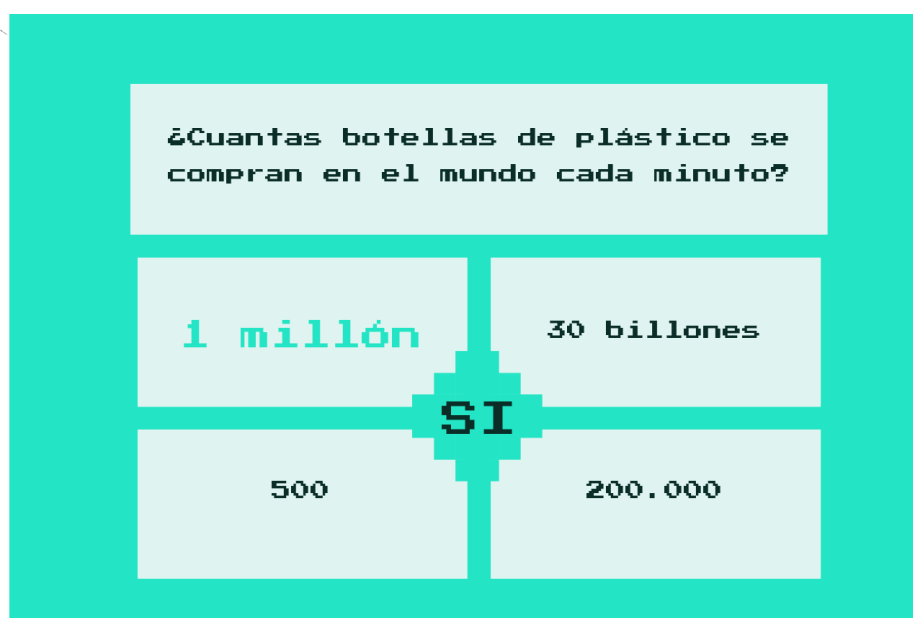 ¿Cuantas botellas de plástico se
compran en el mundo cada minuto?
1 millón
30 billones
SI
500
200.000